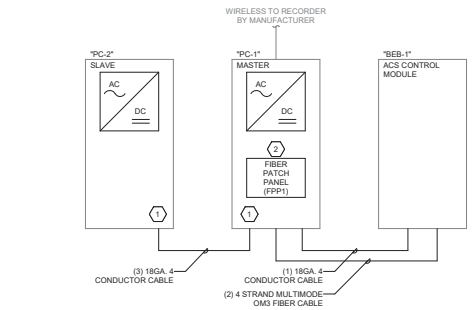 WIRELESS TO RECORDER
BY MANUFACTURER
"PC-2"
SLAVE
AC
DC
1
"PC-1"
MASTER
AC
DC
2
FIBER
PATCH
PANEL
(FPP1)
1
"BEB-1"
ACS CONTROL
MODULE
(3) 18GA. 4
CONDUCTOR CABLE
(1) 18GA. 4
CONDUCTOR CABLE
(2) 4 STRAND MULTIMODE
OM3 FIBER CABLE